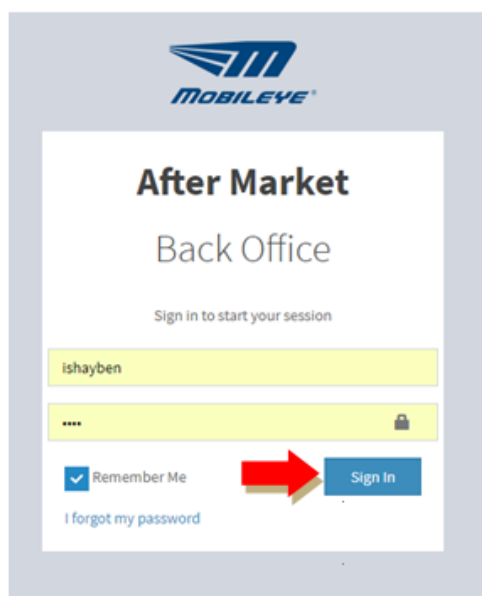 MOBILEYE®
After Market
Back Office
Sign in to start your session
ishayben
••••
Remember Me
Sign In
I forgot my password